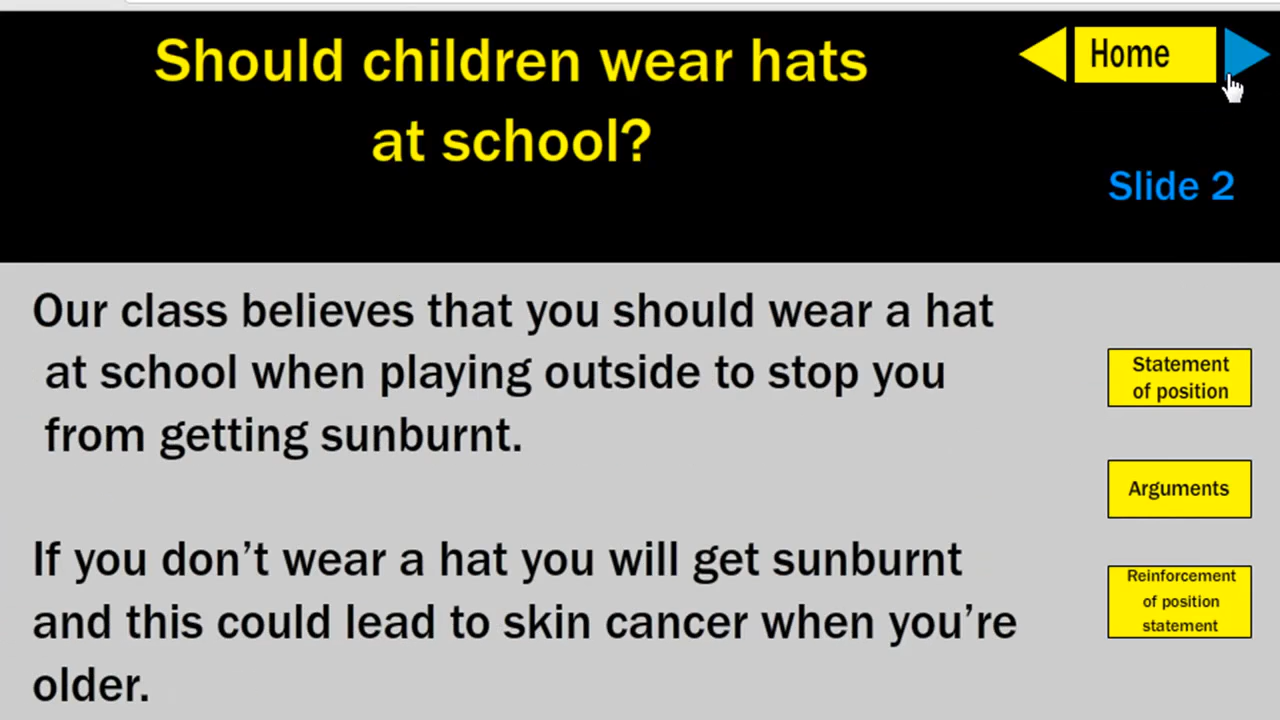 Should children wear hats
at school?
Home
Slide 2
Our class believes that you should wear a hat
at school when playing outside to stop you
from getting sunburnt.
If you don’t wear a hat you will get sunburnt
and this could lead to skin cancer when you’re
older.
Statement
of position
Arguments
Reinforcement
of position
statement